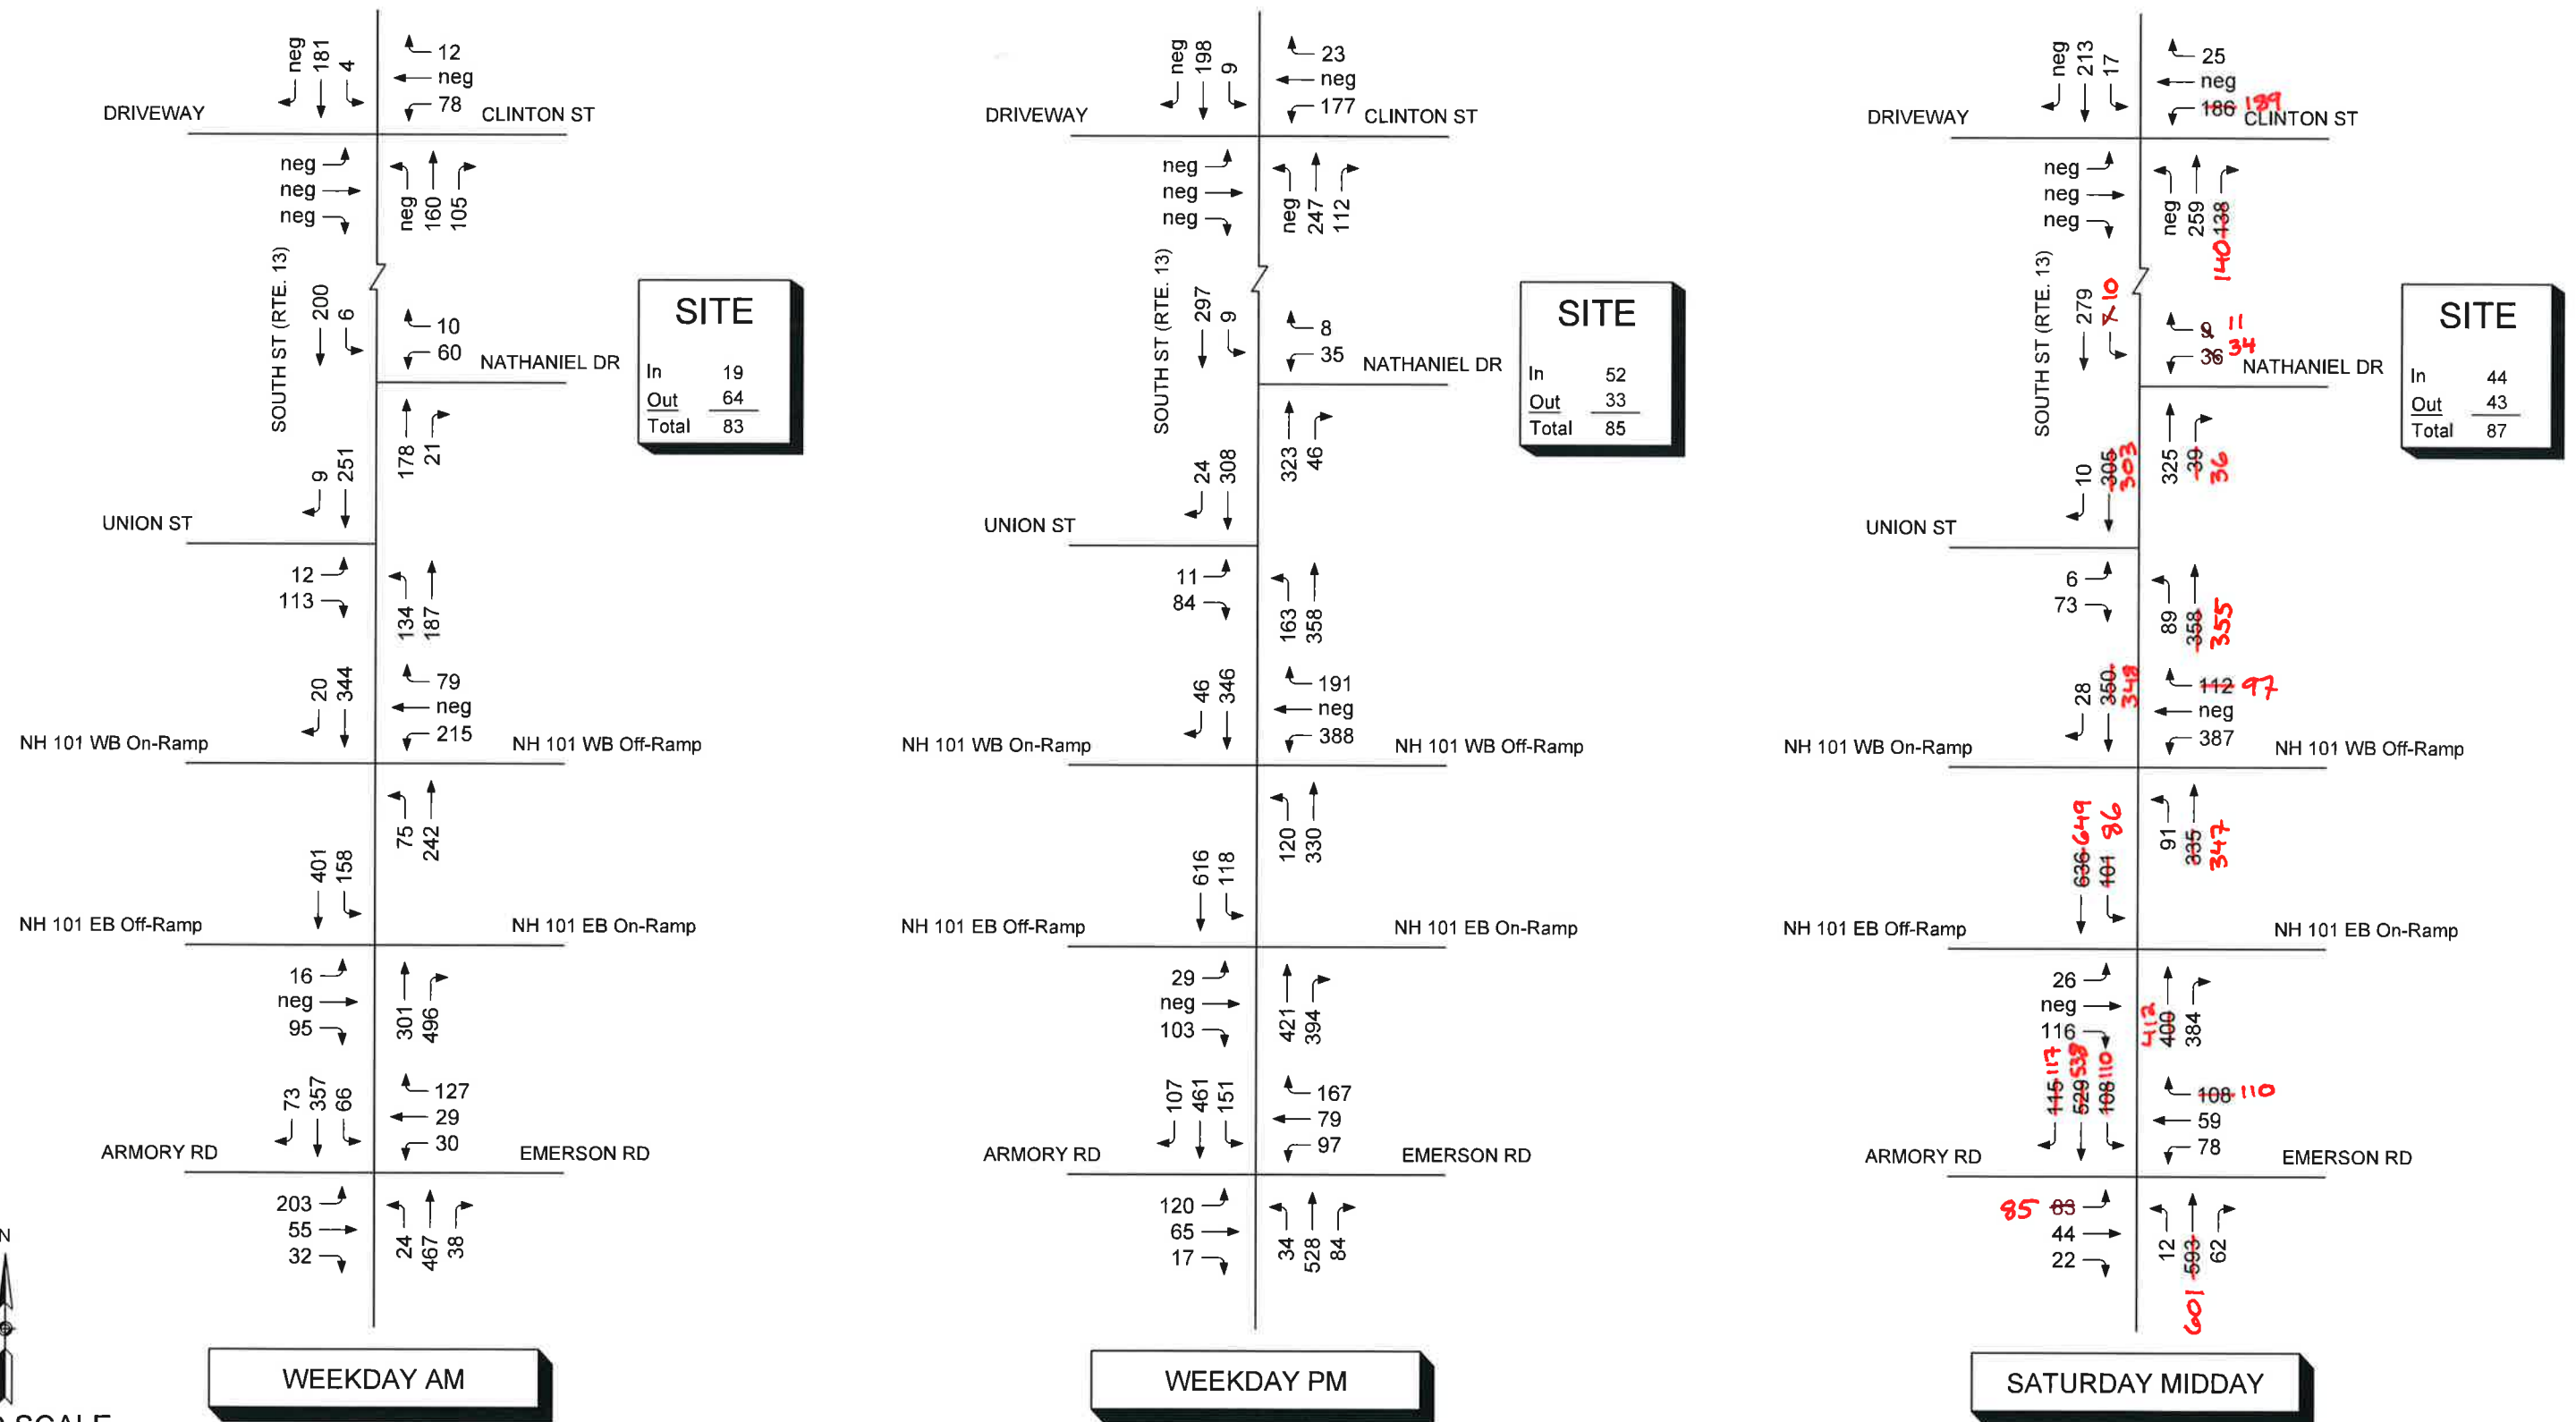 neg 181 4
12
neg
78
DRIVEWAY
CLINTON ST
neg
neg
neg
neg 160 105
SOUTH ST (RTE. 13)
200 6
10
60
NATHANIEL DR
SITE
In 19
Out 64
Total 83
178 21
9 251
UNION ST
12
113
134 187
20 344
79
neg
215
NH 101 WB On-Ramp
NH 101 WB Off-Ramp
75 242
401 158
NH 101 EB Off-Ramp
NH 101 EB On-Ramp
16
neg
95
301 496
73 357 66
127
29
30
ARMORY RD
EMERSON RD
203
55
32
24 467 38
N
WEEKDAY AM
neg 198 9
23
neg
177
DRIVEWAY
CLINTON ST
neg
neg
neg
neg 247 112
SOUTH ST (RTE. 13)
297 9
8
35
NATHANIEL DR
SITE
In 52
Out 33
Total 85
323 46
24 308
UNION ST
11
84
163 358
46 346
191
neg
388
NH 101 WB On-Ramp
NH 101 WB Off-Ramp
120 330
616 118
NH 101 EB Off-Ramp
NH 101 EB On-Ramp
29
neg
103
421 394
107 461 151
167
79
97
ARMORY RD
EMERSON RD
120
65
17
34 528 84
WEEKDAY PM
neg 213 17
25
neg
186 189
DRIVEWAY
CLINTON ST
neg
neg
neg
neg 259 138 140
SOUTH ST (RTE. 13)
279 10
9 11
36 34
NATHANIEL DR
SITE
In 44
Out 43
Total 87
325 39 36
10 305 303
UNION ST
6
73
89 358 355
28 350 348
112 97
neg
387
NH 101 WB On-Ramp
NH 101 WB Off-Ramp
91 335 347
636 649 101 86
NH 101 EB Off-Ramp
NH 101 EB On-Ramp
26
neg
116
412 400 384
115 117 529 538 108 110
108 110
59
78
ARMORY RD
EMERSON RD
85 83
44
22
12 593 601 62
SATURDAY MIDDAY